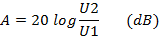 A = 20 log U2/U1 (dB)